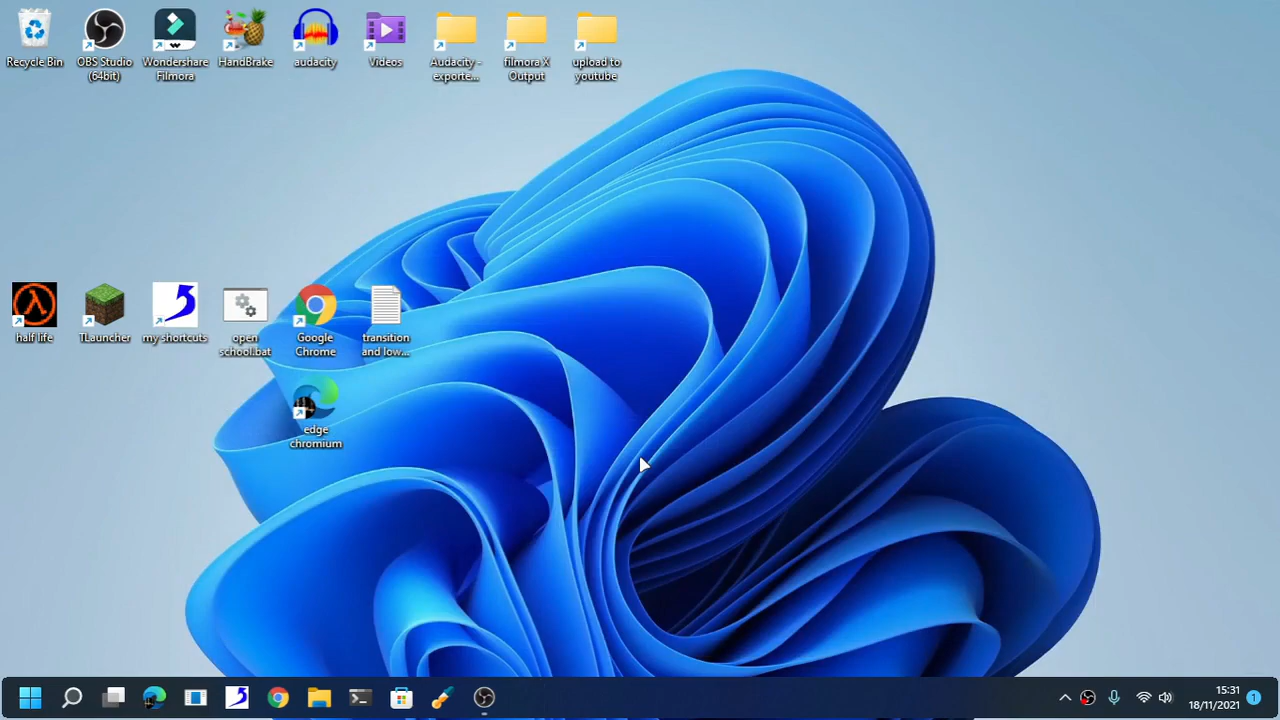 Recycle Bin
OBS Studio
(64bit)
Wondershare
Filmora
HandBrake
audacity
Videos
Audacity -
exporte...
filmora X
Output
upload to
youtube
half life
TLauncher
my shortcuts
open
school.bat
Google
Chrome
transition
and low...
edge
chromium
15:31
18/11/2021
1